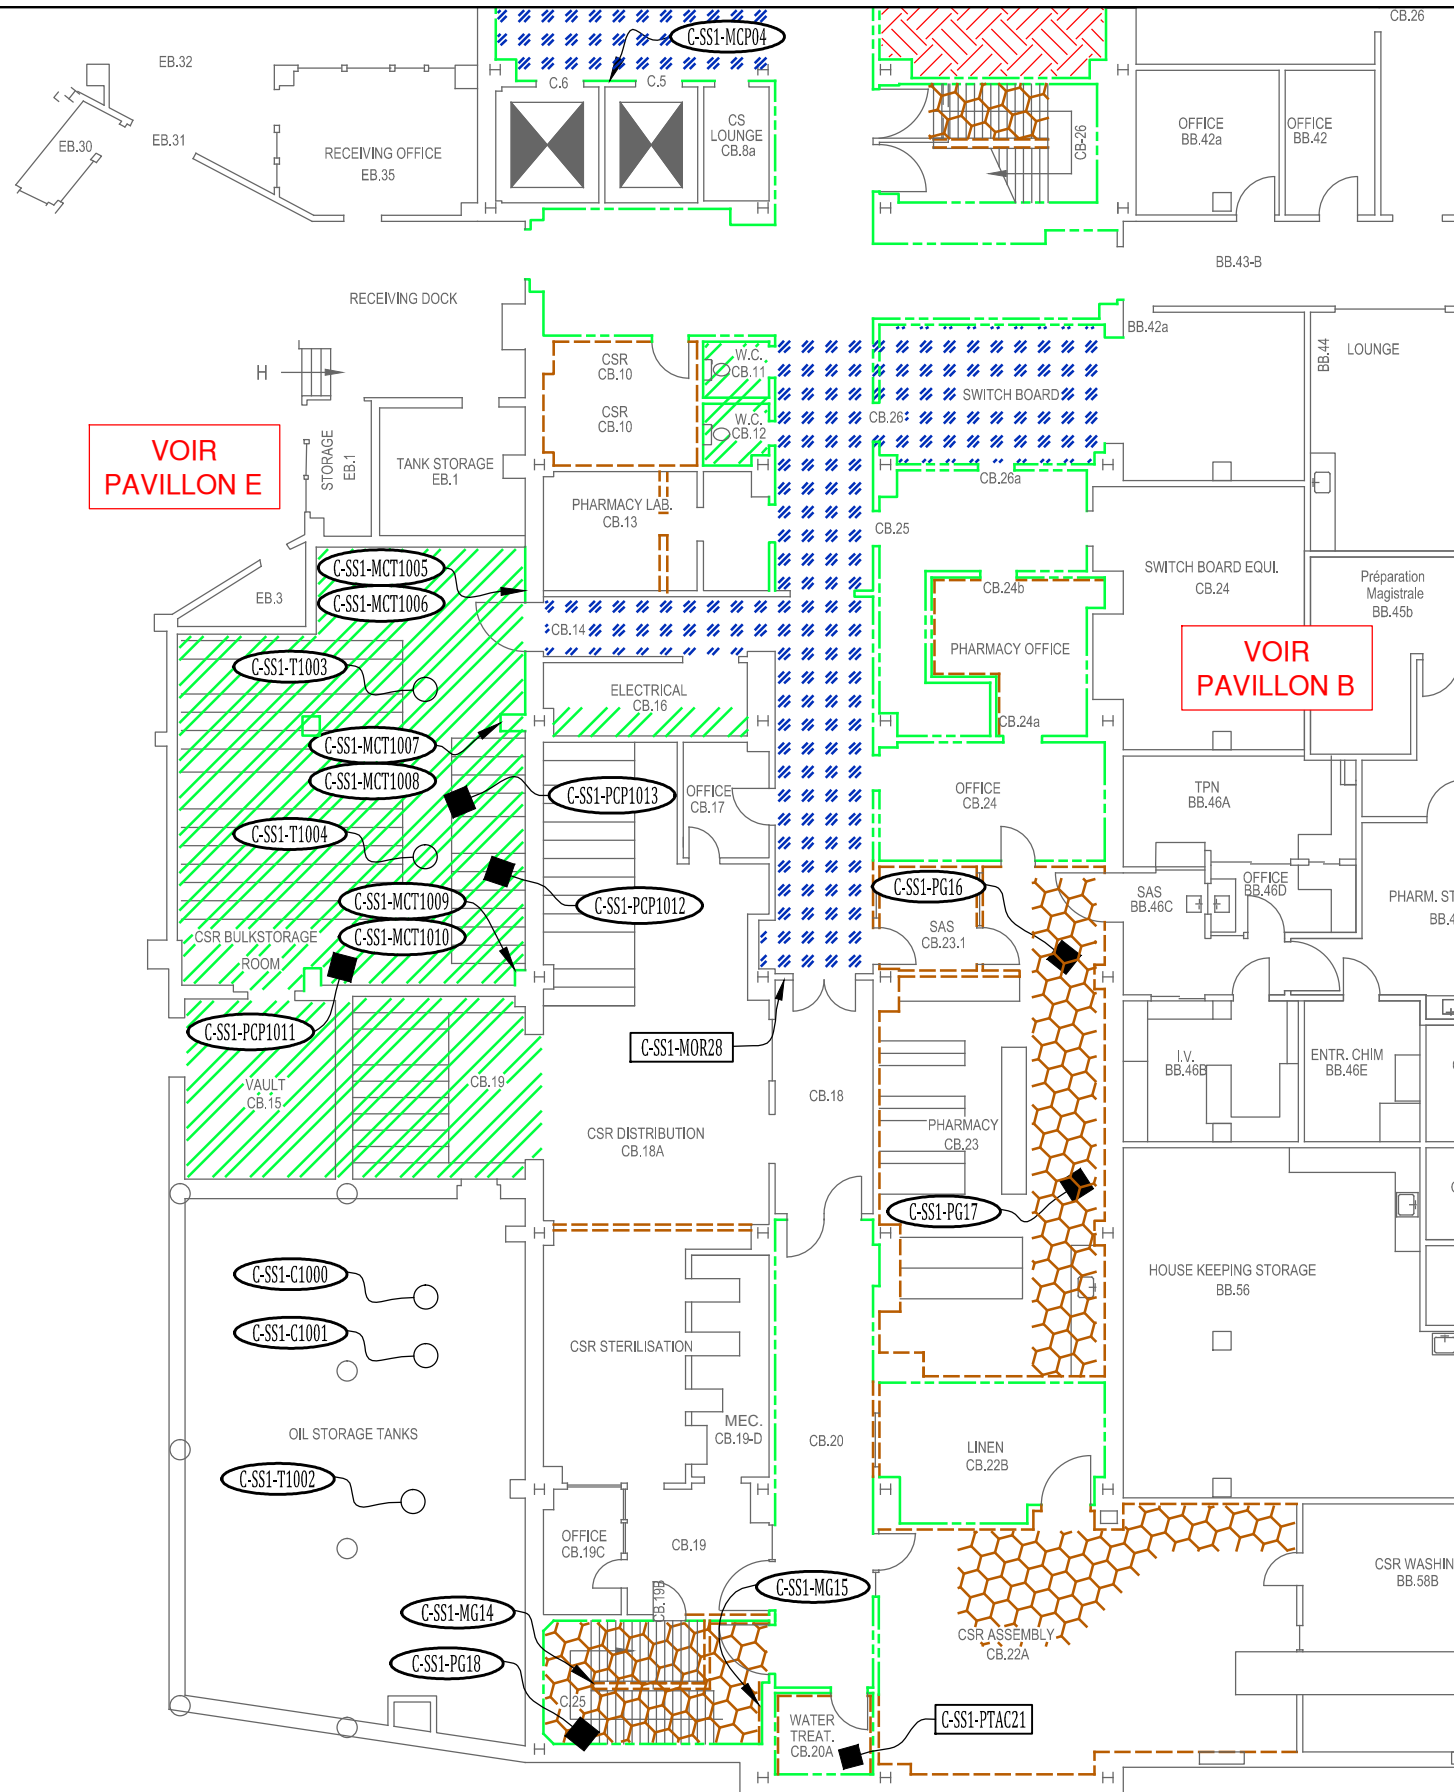 CB.26
C-SS1-MCP04
EB.32
C.6
C.5
EB.31
EB.30
RECEIVING OFFICE
EB.35
CS
LOUNGE
CB.8a
CB-26
OFFICE
BB.42a
OFFICE
BB.42
BB.43-B
RECEIVING DOCK
H
BB.42a
BB.44
LOUNGE
CSR
CB.10
CSR
CB.10
W.C.
CB.11
W.C.
CB.12
SWITCH BOARD
CB.26
VOIR
PAVILLON E
STORAGE
EB.1
TANK STORAGE
EB.1
CB.26a
PHARMACY LAB.
CB.13
CB.25
C-SS1-MCT1005
C-SS1-MCT1006
EB.3
CB.24b
SWITCH BOARD EQUI.
CB.24
Préparation
Magistrale
BB.45b
CB.14
PHARMACY OFFICE
VOIR
PAVILLON B
C-SS1-T1003
ELECTRICAL
CB.16
CB.24a
C-SS1-MCT1007
C-SS1-MCT1008
C-SS1-PCP1013
OFFICE
CB.17
OFFICE
CB.24
TPN
BB.46A
C-SS1-T1004
C-SS1-MCT1009
C-SS1-MCT1010
C-SS1-PCP1012
C-SS1-PG16
SAS
BB.46C
OFFICE
BB.46D
PHARM. ST
BB.4
SAS
CB.23.1
CSR BULKSTORAGE
ROOM
C-SS1-PCP1011
C-SS1-MOR28
VAULT
CB.15
CB.19
CB.18
I.V.
BB.46B
ENTR. CHIM
BB.46E
CSR DISTRIBUTION
CB.18A
PHARMACY
CB.23
C-SS1-PG17
C-SS1-C1000
HOUSE KEEPING STORAGE
BB.56
C-SS1-C1001
CSR STERILISATION
MEC.
CB.19-D
OIL STORAGE TANKS
CB.20
LINEN
CB.22B
C-SS1-T1002
OFFICE
CB.19C
CB.19
CSR WASHIN
BB.58B
CB.19B
C-SS1-MG15
C-SS1-MG14
CSR ASSEMBLY
CB.22A
C-SS1-PG18
C.25
WATER
TREAT.
CB.20A
C-SS1-PTAC21